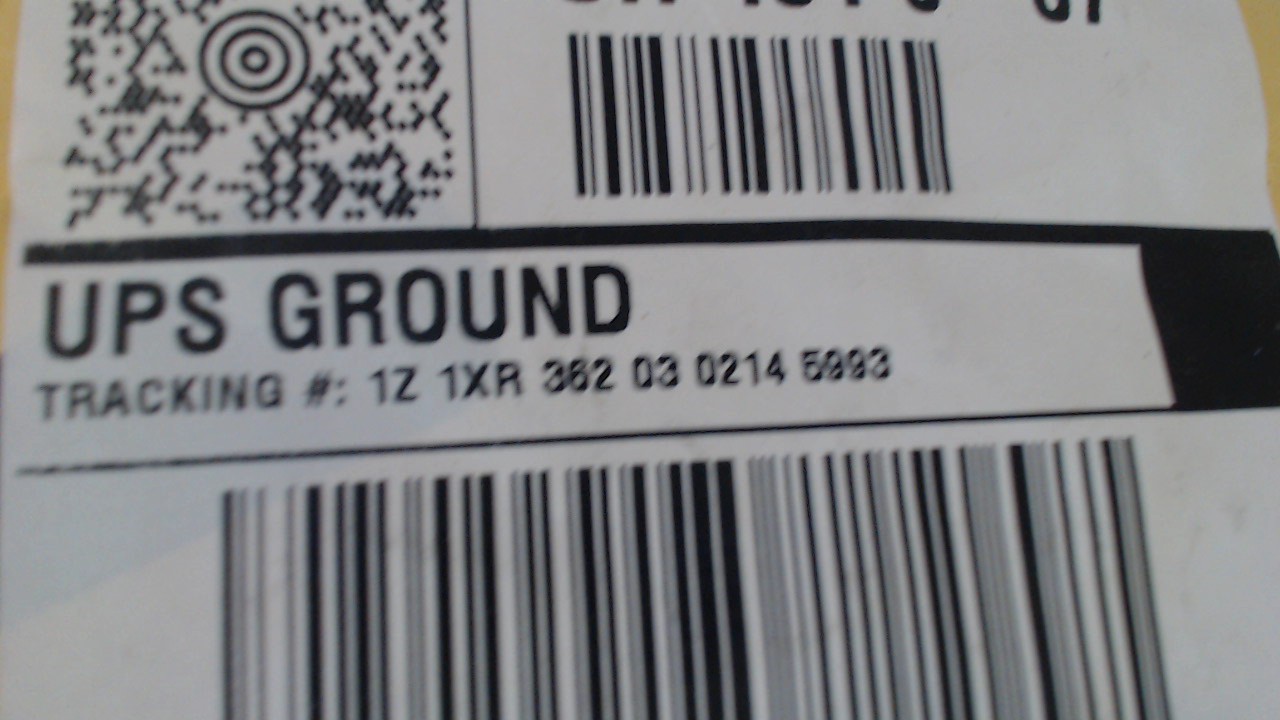 UPS GROUND
TRACKING #: 1Z 1XR 362 03 0214 5993